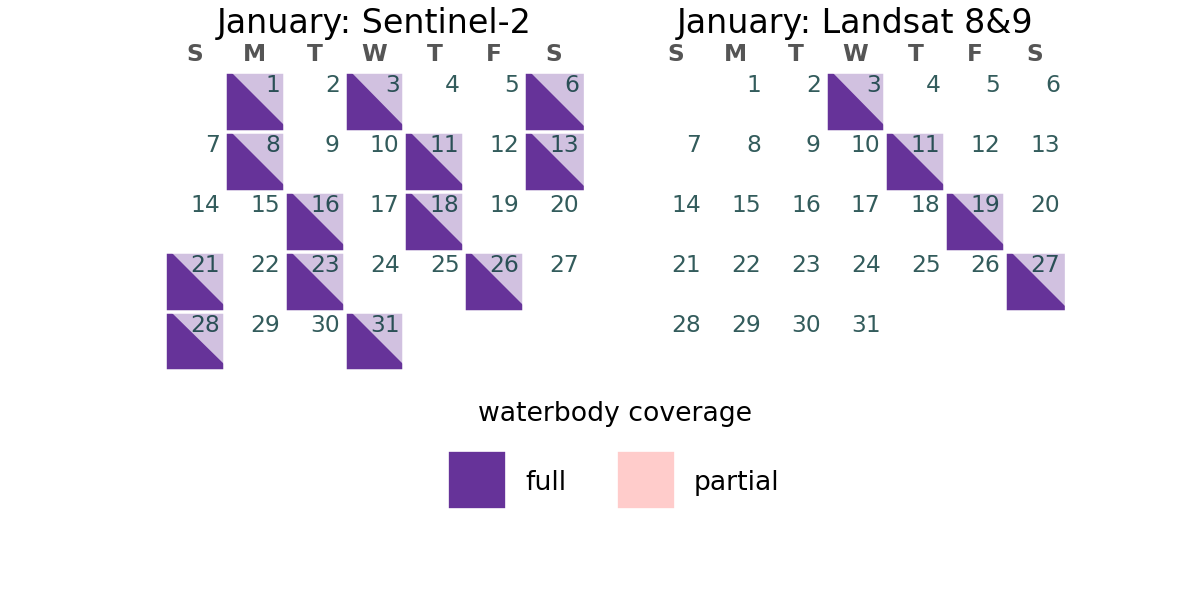 January: Sentinel-2
S M T W T F S
1 2 3 4 5 6
7 8 9 10 11 12 13
14 15 16 17 18 19 20
21 22 23 24 25 26 27
28 29 30 31
January: Landsat 8&9
S M T W T F S
1 2 3 4 5 6
7 8 9 10 11 12 13
14 15 16 17 18 19 20
21 22 23 24 25 26 27
28 29 30 31
waterbody coverage
full partial